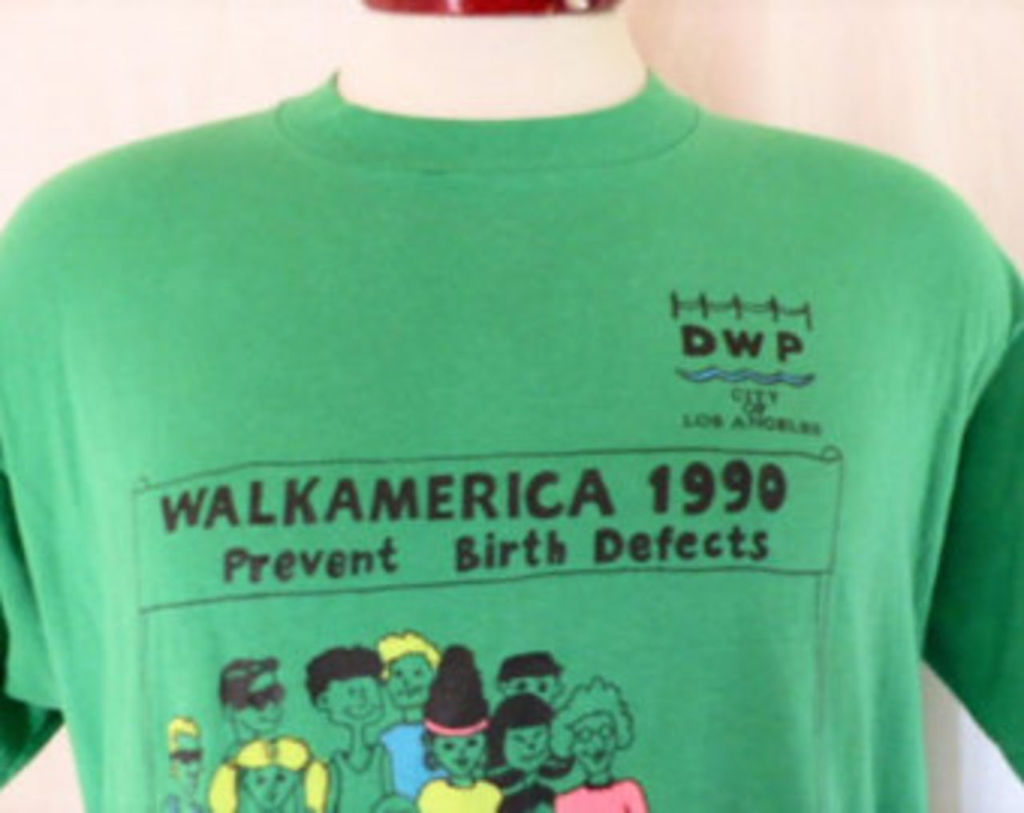 DWP
CITY
OF
LOS ANGELES
WALKAMERICA 1990
Prevent Birth Defects